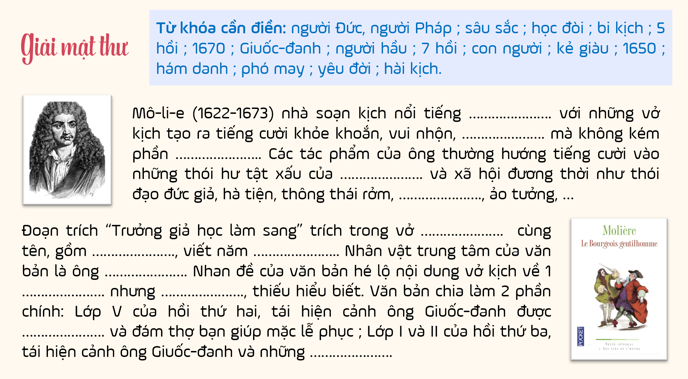 Giải mật thư
Từ khóa cần điền: người Đức, người Pháp ; sâu sắc ; học đòi ; bi kịch ; 5
hồi ; 1670 ; Giuốc-đanh ; người hầu ; 7 hồi ; con người ; kẻ giàu ; 1650 ;
hám danh ; phó may ; yêu đời ; hài kịch.
Mô-li-e (1622-1673) nhà soạn kịch nổi tiếng ...................... với những vở
kịch tạo ra tiếng cười khỏe khoắn, vui nhộn, ...................... mà không kém
phần ....................... Các tác phẩm của ông thường hướng tiếng cười vào
những thói hư tật xấu của ...................... và xã hội đương thời như thói
đạo đức giả, hà tiện, thông thái rởm, ......................, ảo tưởng, ...
Đoạn trích “Trưởng giả học làm sang” trích trong vở ...................... cùng
tên, gồm ......................, viết năm ....................... Nhân vật trung tâm của văn
bản là ông ...................... Nhan đề của văn bản hé lộ nội dung vở kịch về 1
...................... nhưng ......................, thiếu hiểu biết. Văn bản chia làm 2 phần
chính: Lớp V của hồi thứ hai, tái hiện cảnh ông Giuốc-đanh được
...................... và đám thợ bạn giúp mặc lễ phục ; Lớp I và II của hồi thứ ba,
tái hiện cảnh ông Giuốc-đanh và những ......................
Molière
Le Bourgeois gentilhomme
POCKET